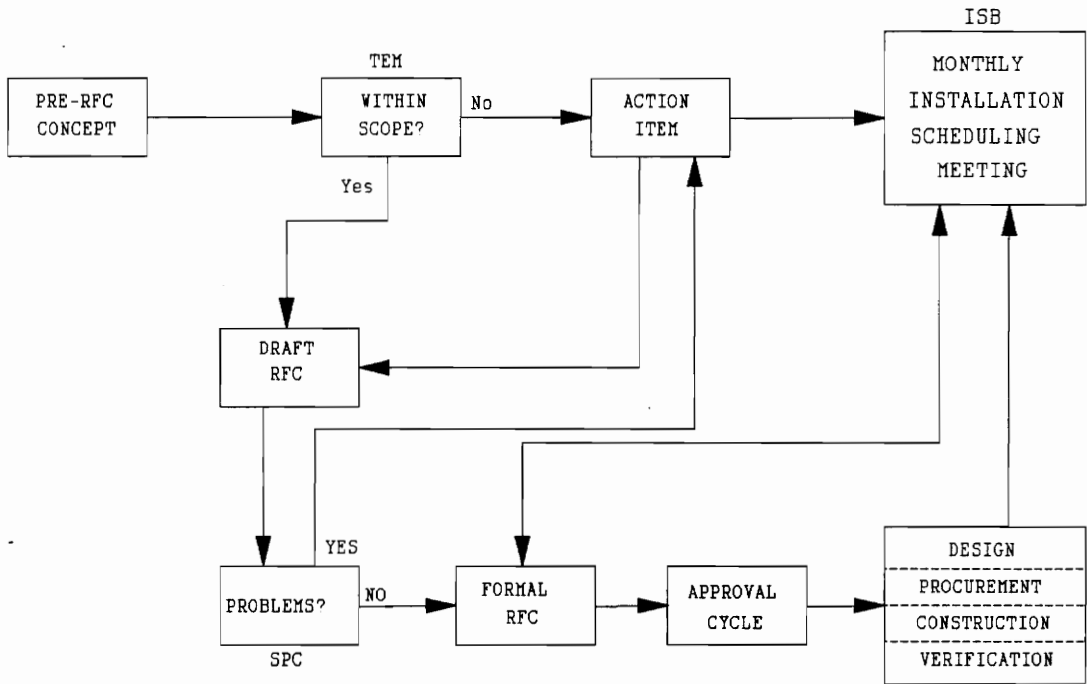 ISB
TEM
PRE-RFC
CONCEPT
WITHIN
SCOPE?
No
ACTION
ITEM
MONTHLY
INSTALLATION
SCHEDULING
MEETING
Yes
DRAFT
RFC
YES
PROBLEMS?
NO
SPC
FORMAL
RFC
APPROVAL
CYCLE
DESIGN
PROCUREMENT
CONSTRUCTION
VERIFICATION